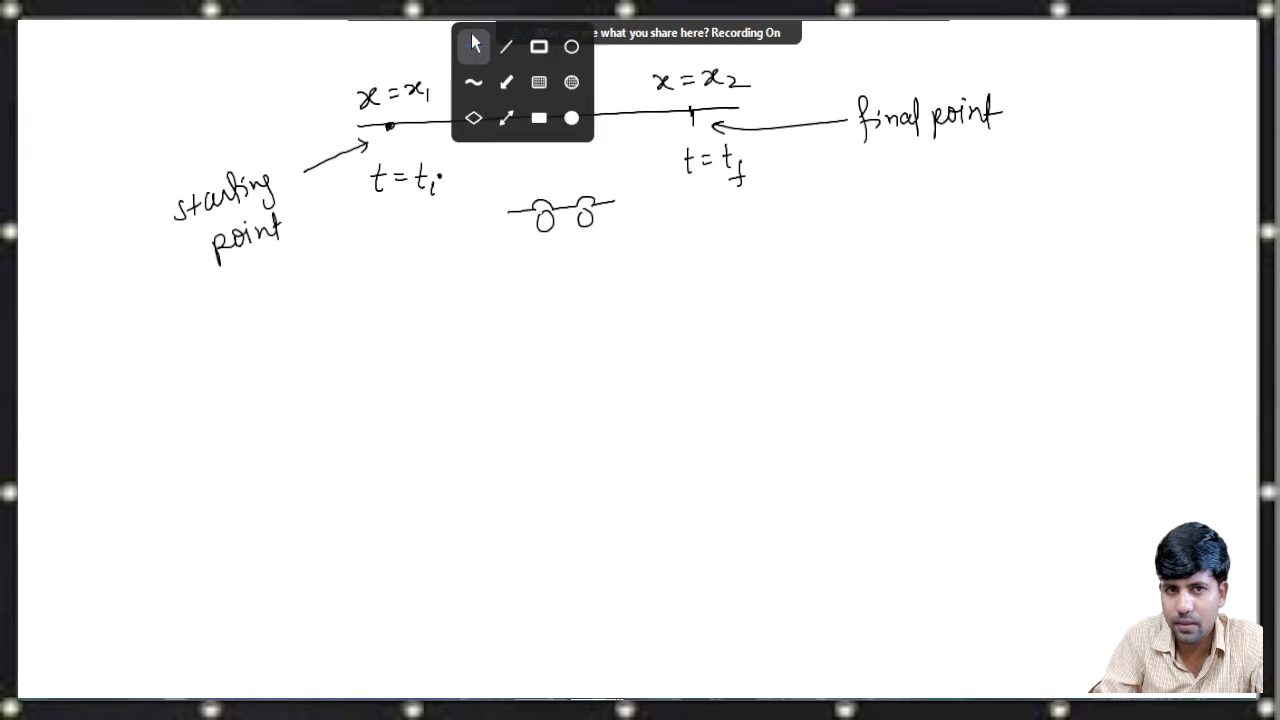 what you share here? Recording On
x = x1
x = x2
final point
t = ti
t = tf
starting
point